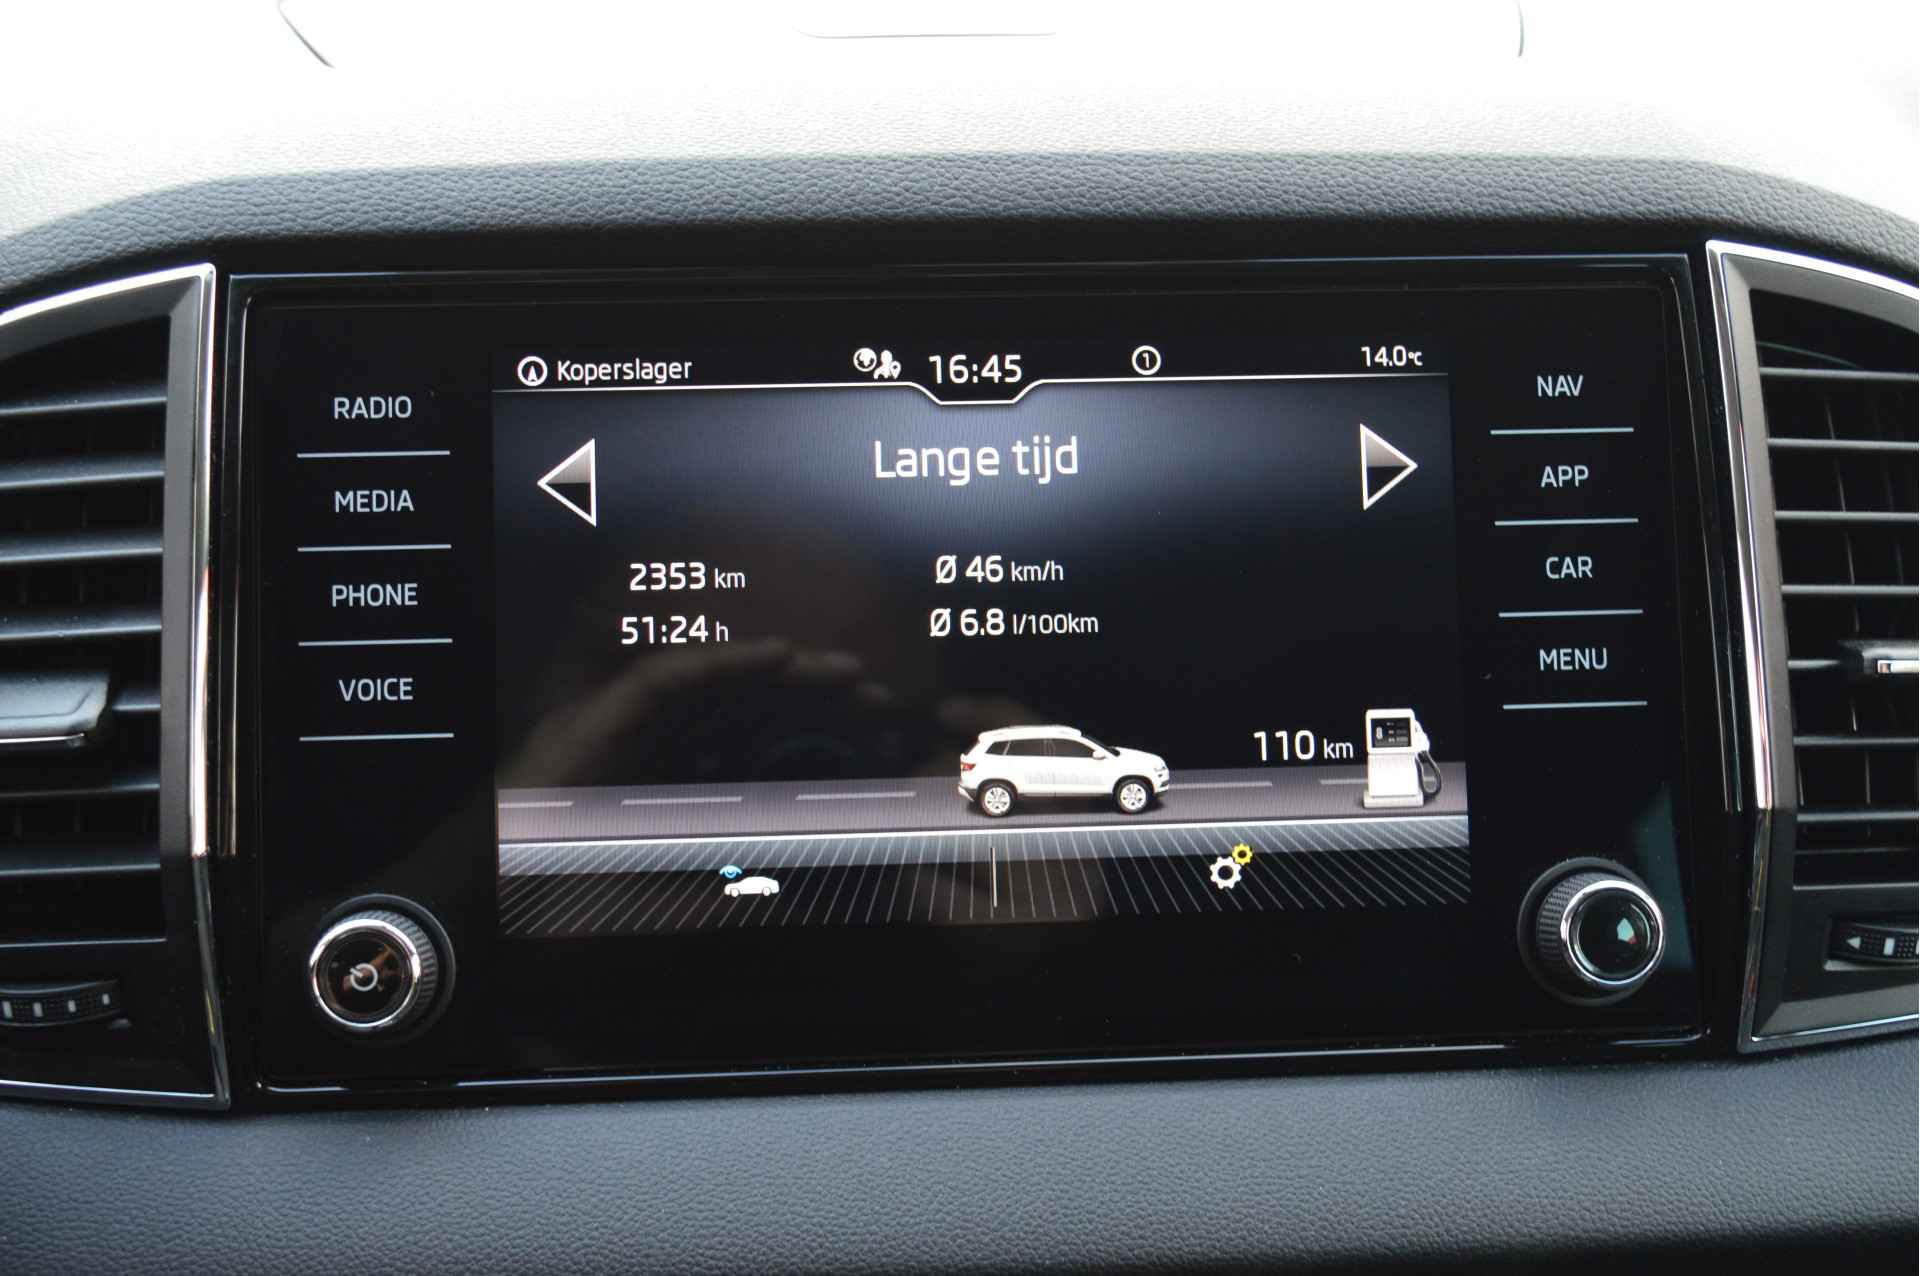 Koperslager
16:45
1
14.0°C
RADIO
MEDIA
PHONE
VOICE
Lange tijd
2353 km
Ø 46 km/h
51:24 h
Ø 6.8 l/100km
110 km
NAV
APP
CAR
MENU